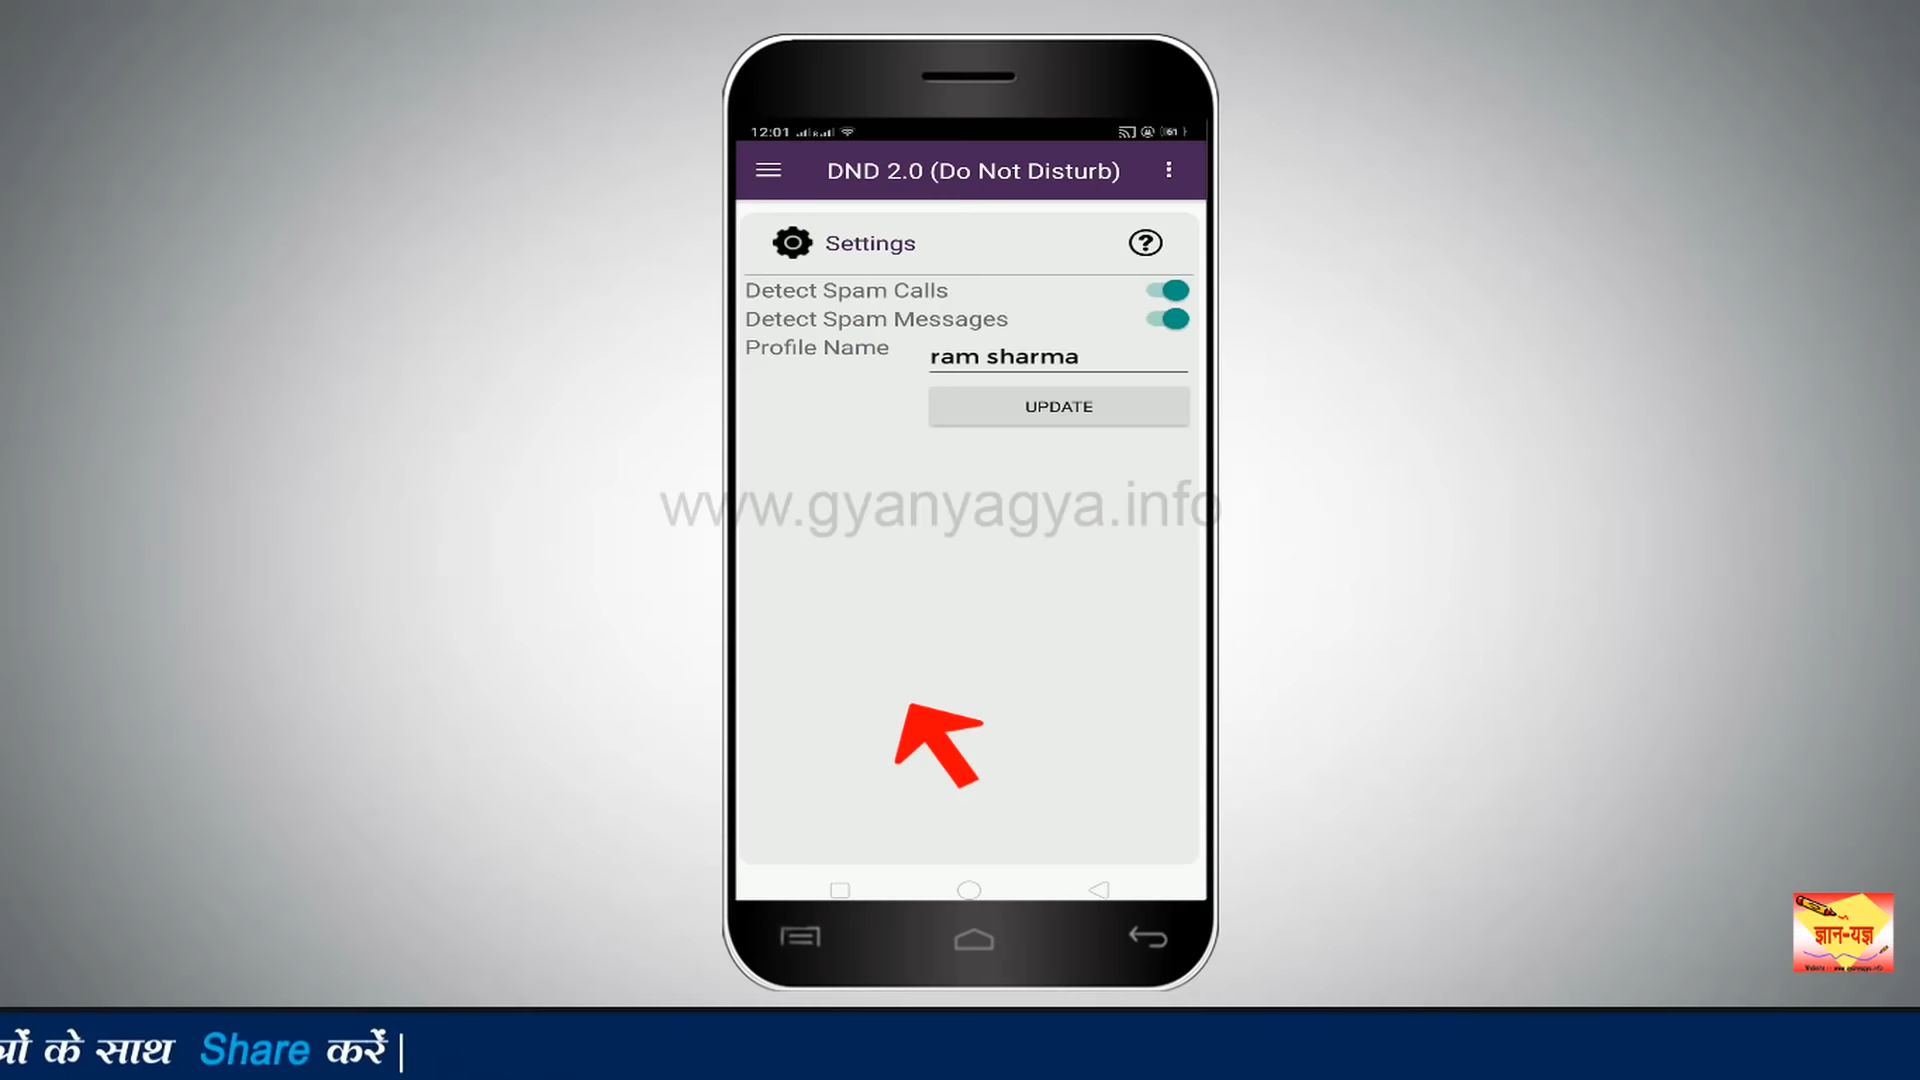 12:01
61
DND 2.0 (Do Not Disturb)
Settings
Detect Spam Calls
Detect Spam Messages
Profile Name
ram sharma
UPDATE
www.gyanyagya.info
ज्ञान-यज्ञ
के साथ Share करें |